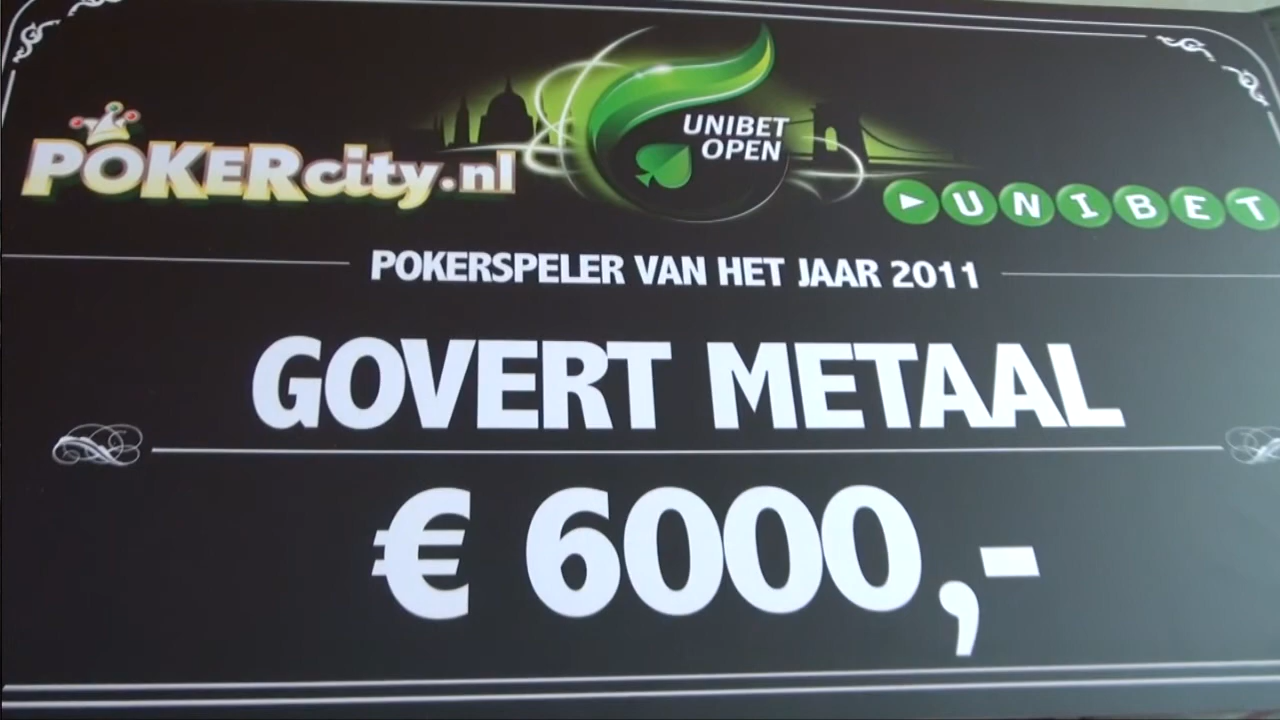 POKERcity.nl
UNIBET
OPEN
UNIBET
POKERSPELER VAN HET JAAR 2011
GOVERT METAAL
€ 6000,-